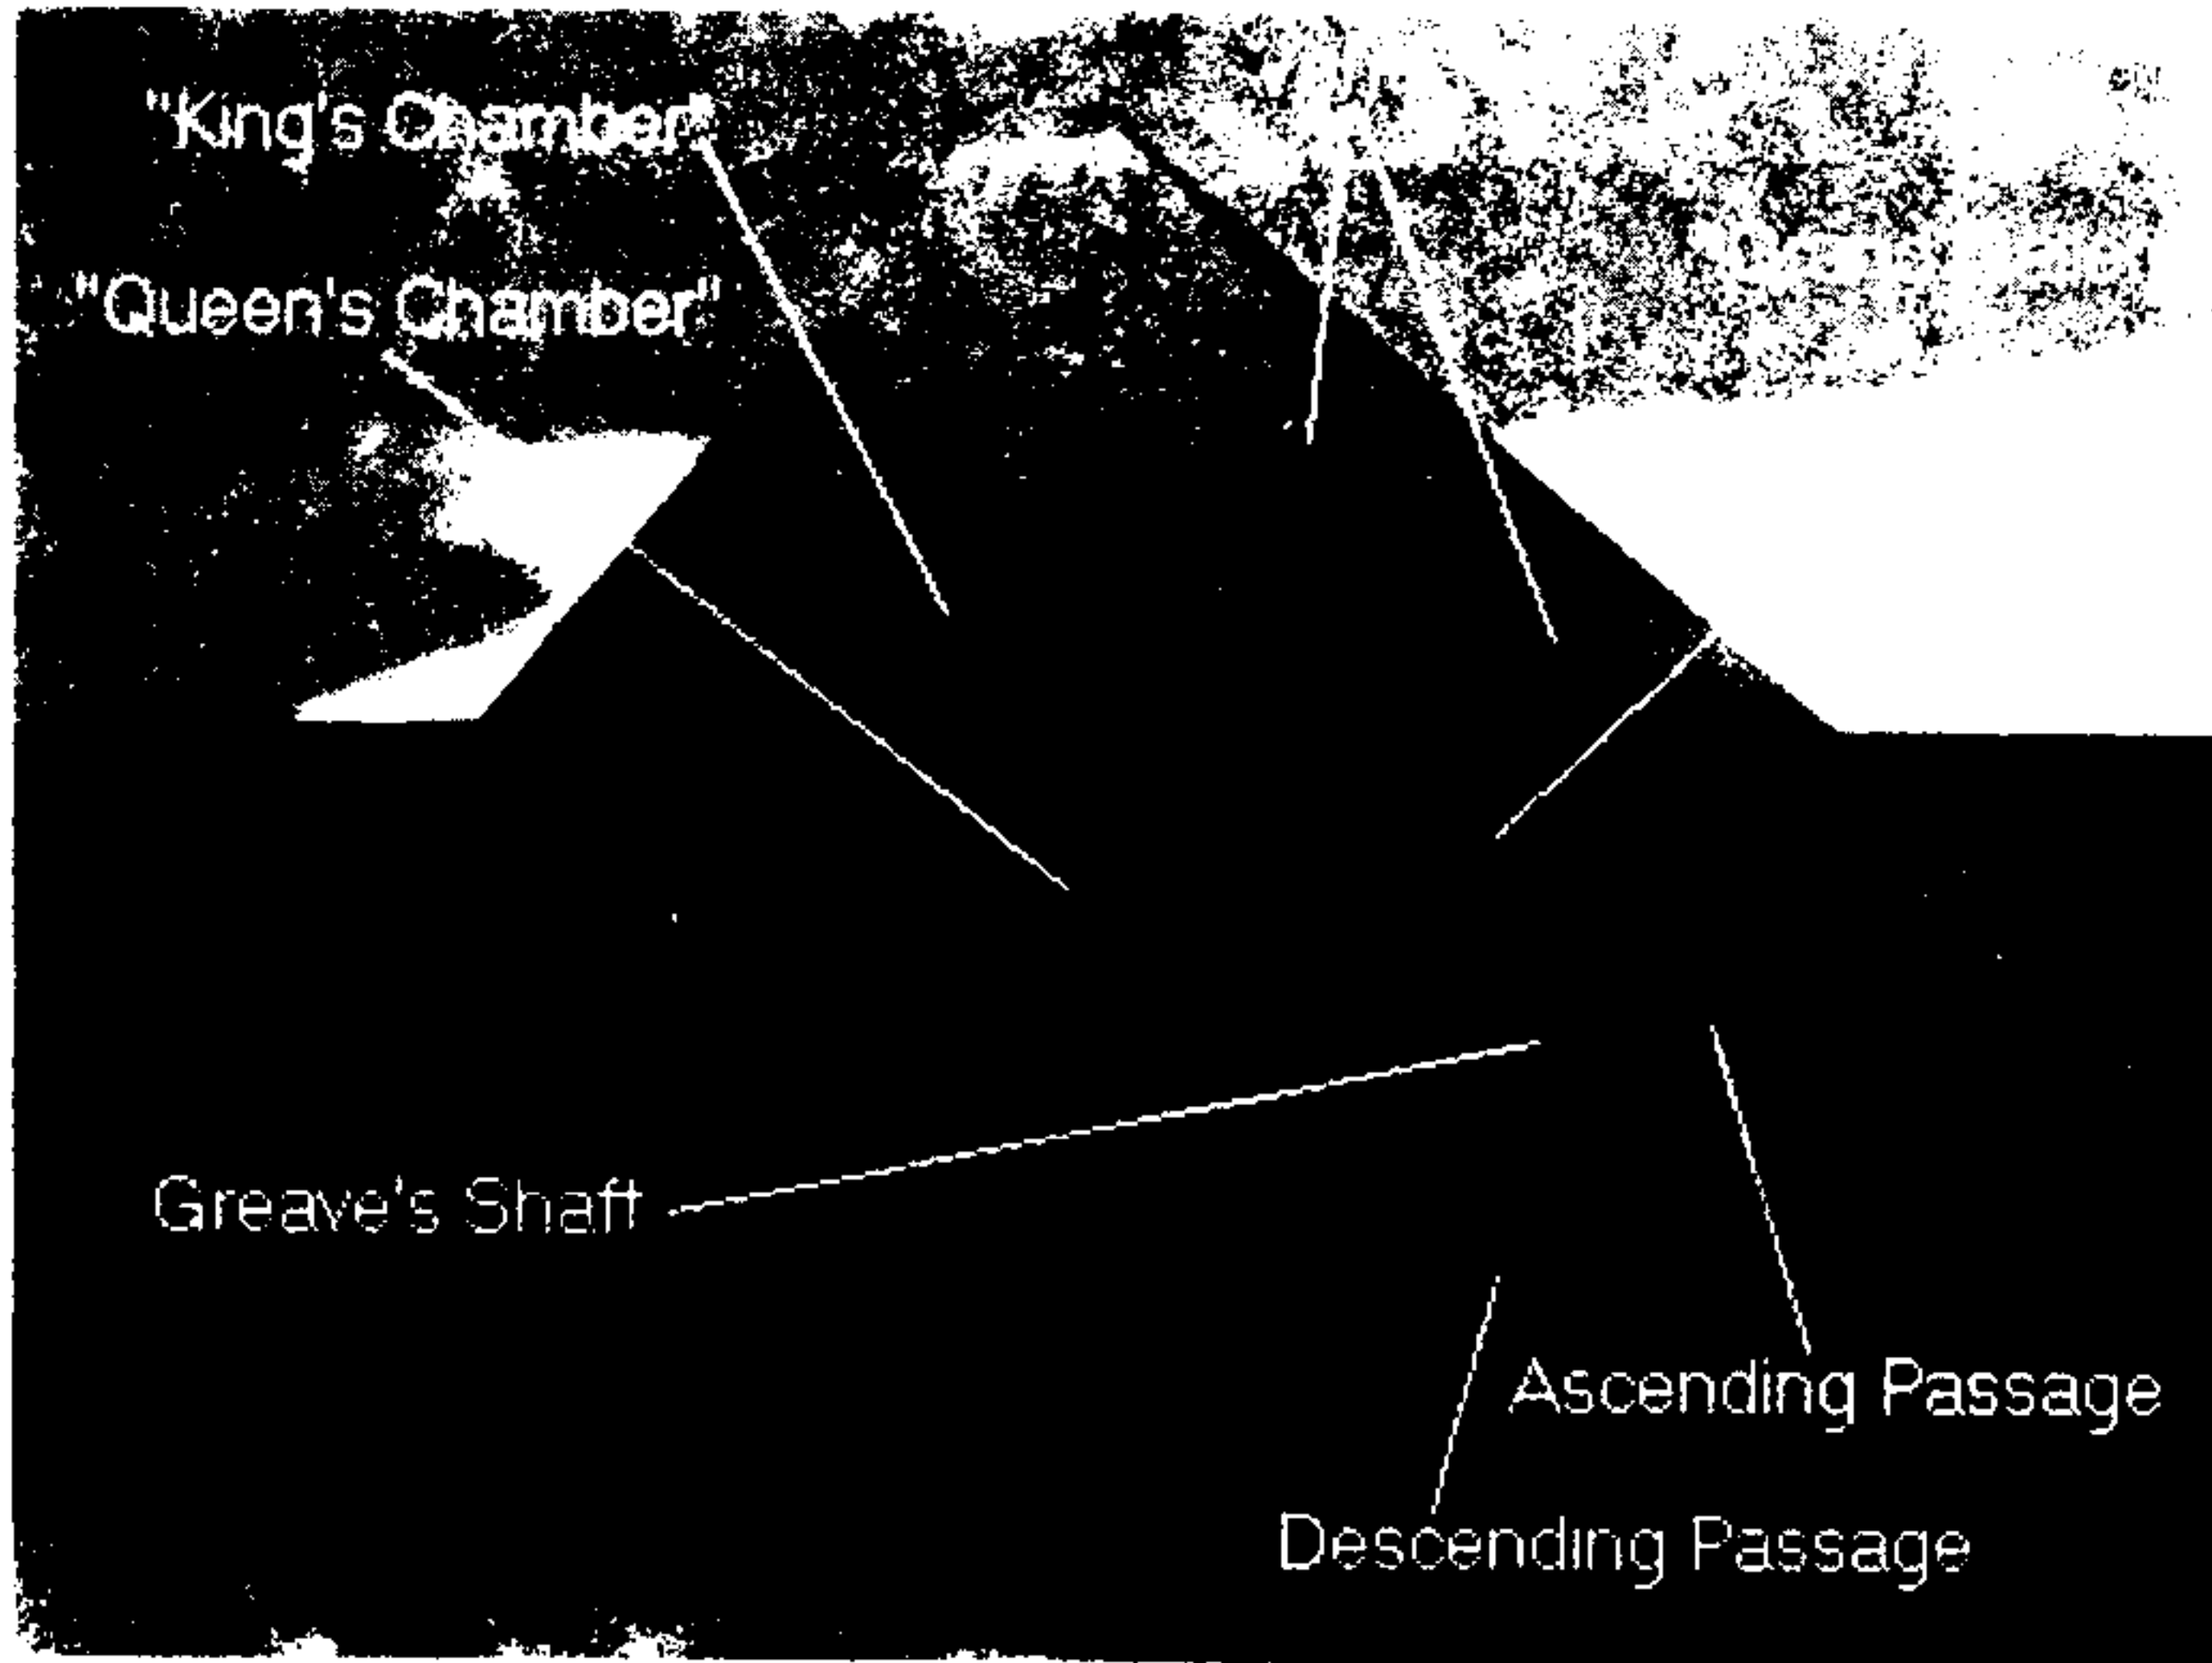 "King's Chamber"
"Queen's Chamber"
Greave's Shaft
Ascending Passage
Descending Passage